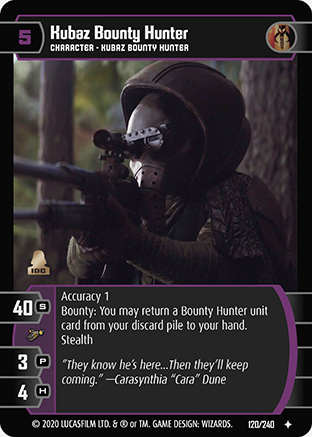 5
Kubaz Bounty Hunter
CHARACTER - KUBAZ BOUNTY HUNTER
IDC
40 S
Accuracy 1
Bounty: You may return a Bounty Hunter unit
card from your discard pile to your hand.
Stealth
3 P
4 H
"They know he's here...Then they'll keep
coming." —Carasynthia "Cara" Dune
© 2020 LUCASFILM LTD. & ® or TM. GAME DESIGN: WIZARDS.
120/240